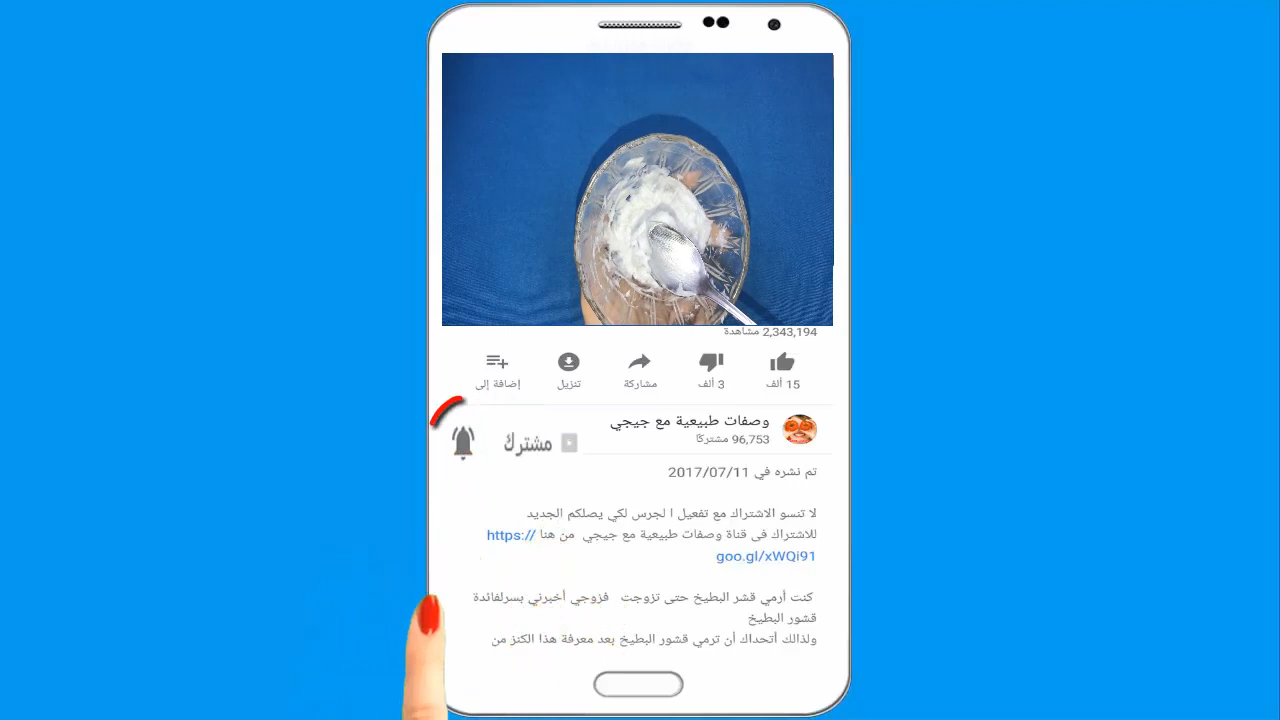 2,343,194 مشاهدة
15 ألف
3 ألف
مشاركة
تنزيل
إضافة إلى
وصفات طبيعية مع جيجي
96,753 مشتركًا
مشترك
تم نشره في 2017/07/11
لا تنسو الاشتراك مع تفعيل ا لجرس لكي يصلكم الجديد
للاشتراك فى قناة وصفات طبيعية مع جيجي من هنا https://
goo.gl/xWQi91
كنت أرمي قشر البطيخ حتى تزوجت فزوجي أخبرني بسرلفائدة
قشور البطيخ
ولذالك أتحداك أن ترمي قشور البطيخ بعد معرفة هذا الكنز من